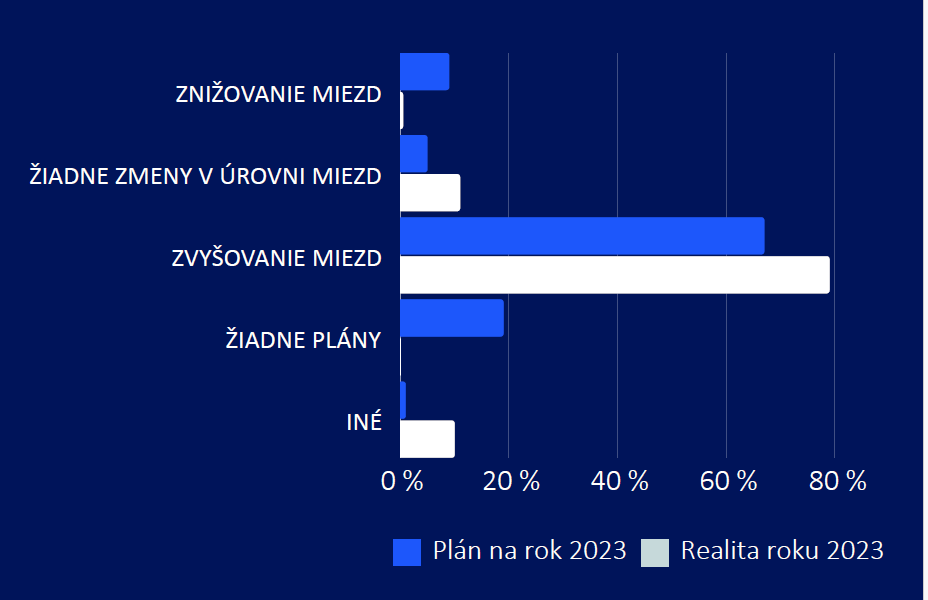 ZNIŽOVANIE MIEZD
ŽIADNE ZMENY V ÚROVNI MIEZD
ZVYŠOVANIE MIEZD
ŽIADNE PLÁNY
INÉ
0 % 20 % 40 % 60 % 80 %
Plán na rok 2023 Realita roku 2023